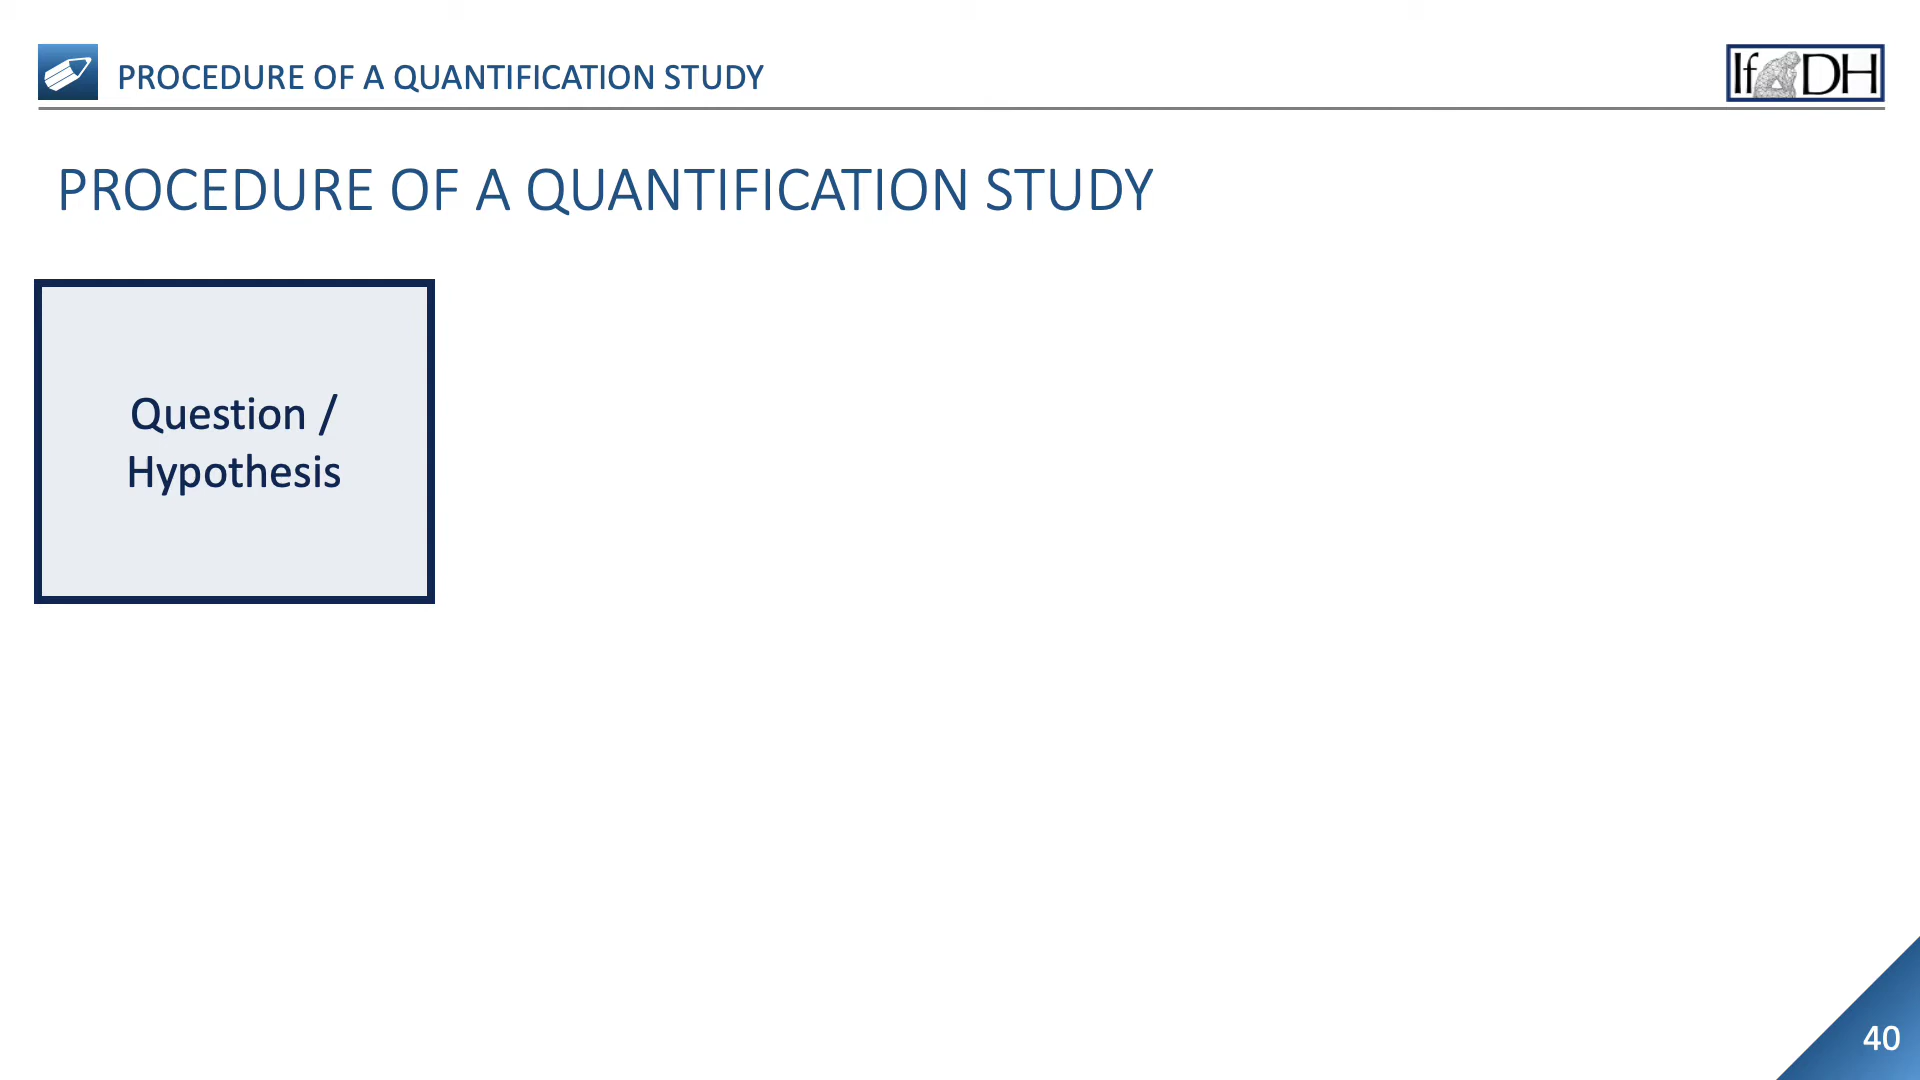 PROCEDURE OF A QUANTIFICATION STUDY
IfDH
PROCEDURE OF A QUANTIFICATION STUDY
Question /
Hypothesis
40